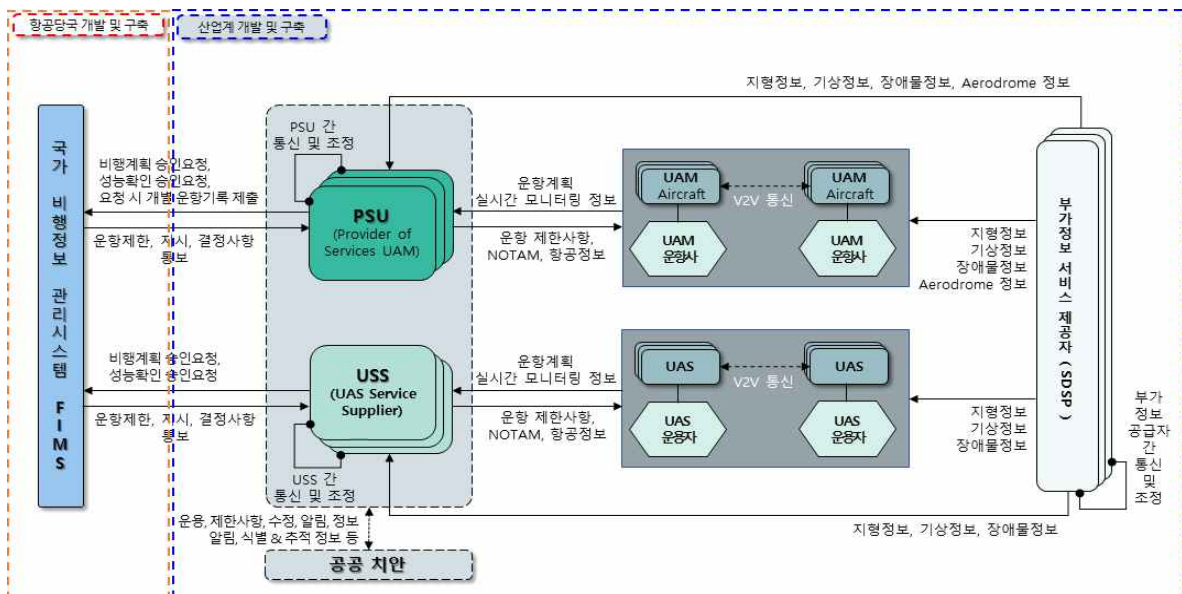 항공당국 개발 및 구축
산업계 개발 및 구축
지형정보, 기상정보, 장애물정보, Aerodrome 정보
국가 비행정보 관리시스템 FIMS
비행계획 승인요청,
성능확인 승인요청,
요청 시 개별 운항기록 제출
운항제한, 지시, 결정사항
통보
PSU 간
통신 및 조정
PSU
(Provider of
Services UAM)
운항계획
실시간 모니터링 정보
운항 제한사항,
NOTAM, 항공정보
UAM
Aircraft
V2V 통신
UAM
Aircraft
UAM
운항사
UAM
운항사
지형정보
기상정보
장애물정보
Aerodrome 정보
부가정보 서비스 제공자 ( SDSP )
비행계획 승인요청,
성능확인 승인요청
운항제한, 지시, 결정사항
통보
USS
(UAS Service
Supplier)
USS 간
통신 및 조정
운항계획
실시간 모니터링 정보
운항 제한사항,
NOTAM, 항공정보
UAS
V2V 통신
UAS
UAS
운용자
UAS
운용자
지형정보
기상정보
장애물정보
부가
정보
공급자
간
통신
및
조정
운용, 제한사항, 수정, 알림, 정보
알림, 식별 & 추적 정보 등
지형정보, 기상정보, 장애물정보
공공 치안